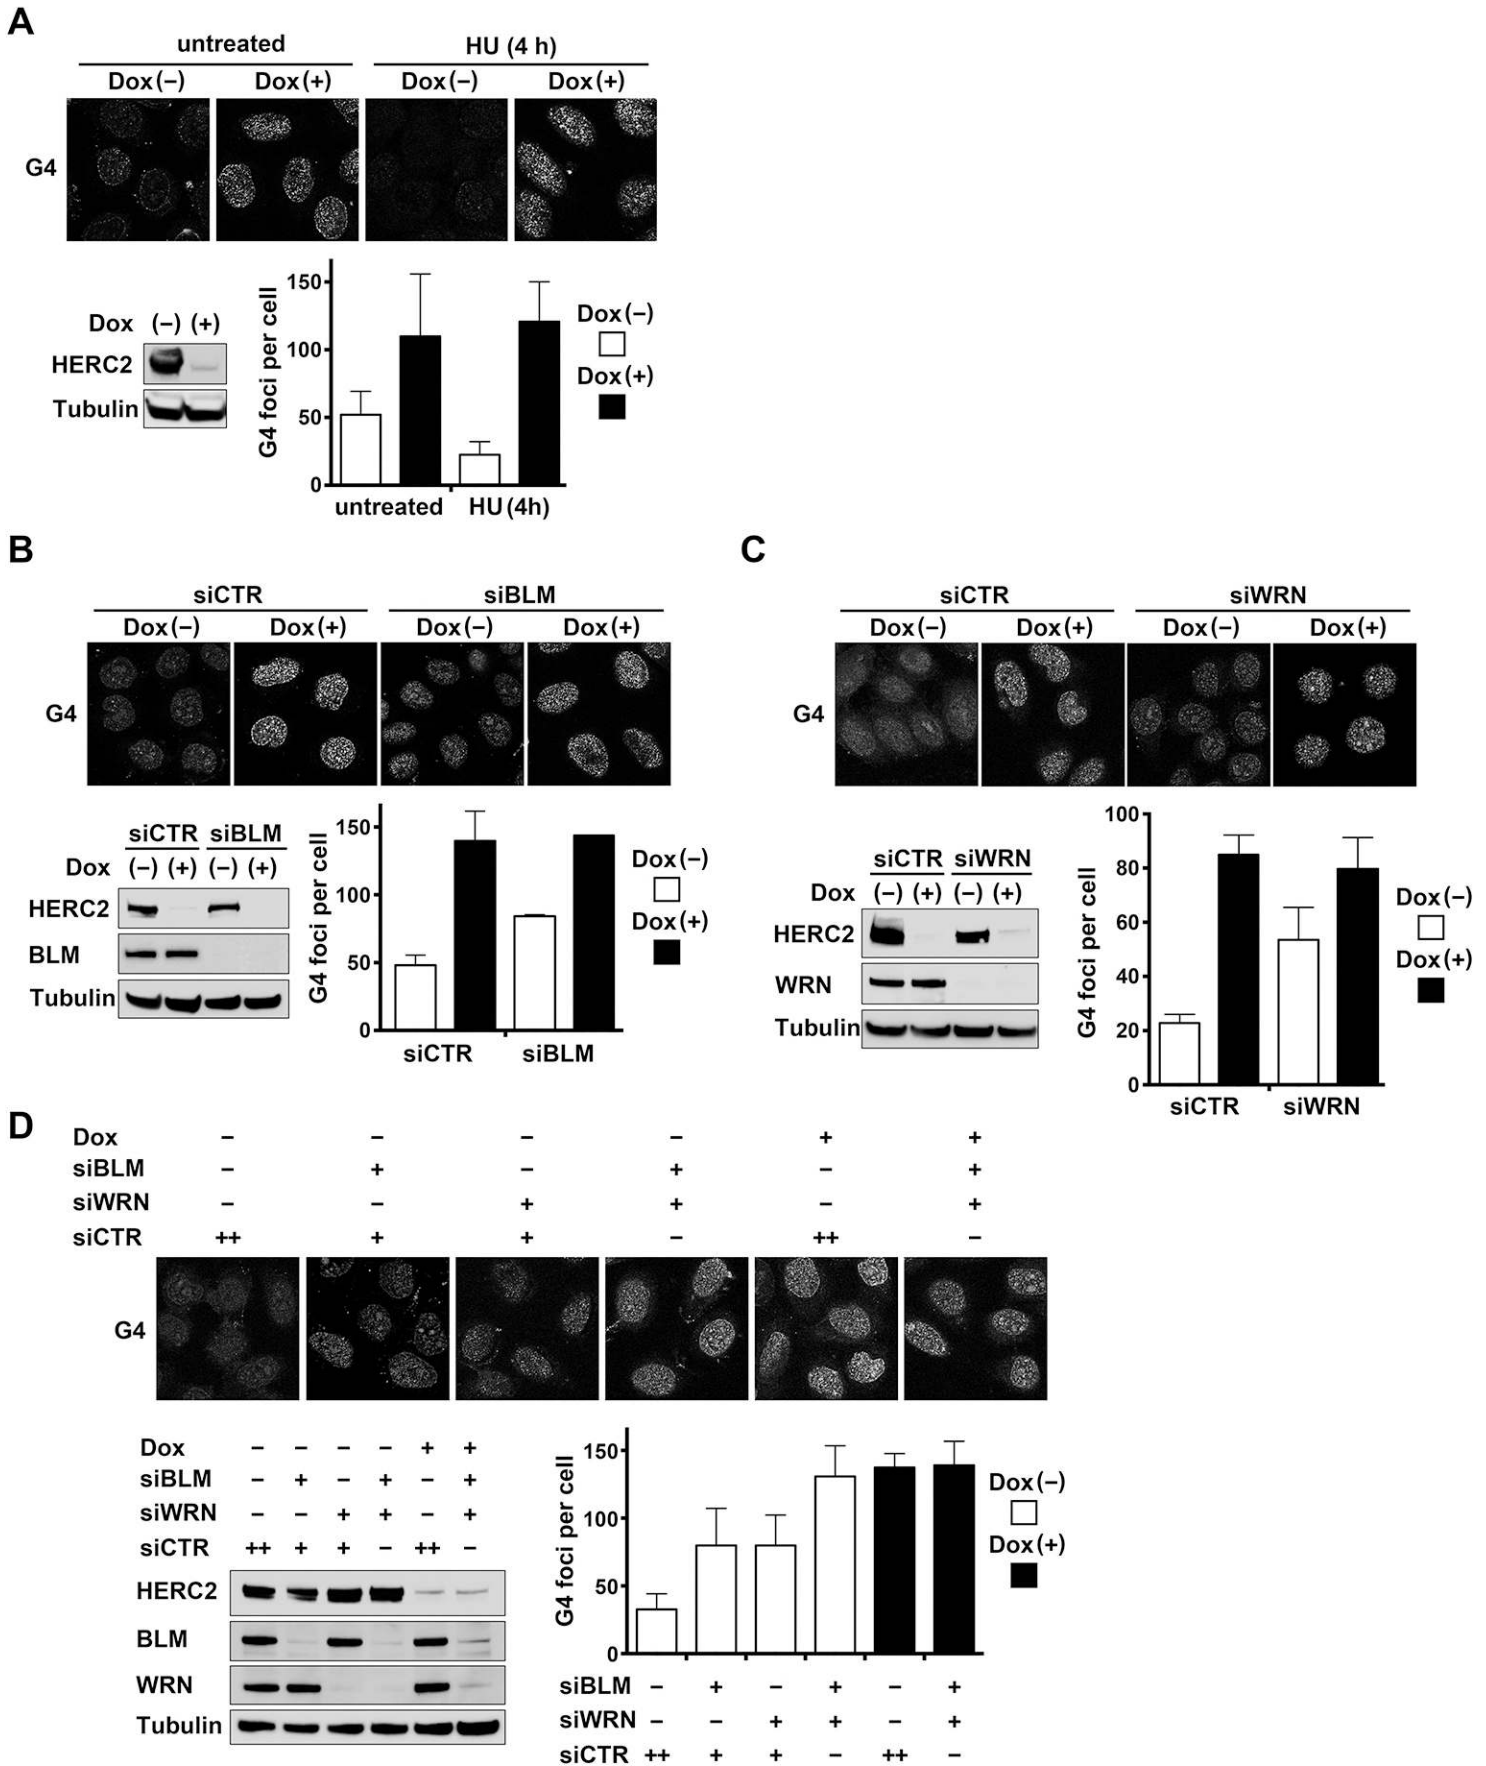 A
untreated HU (4 h)
Dox (−) Dox (+) Dox (−) Dox (+)
G4
Dox (−) (+)
HERC2
Tubulin
G4 foci per cell
150
100
50
0
untreated HU (4h)
Dox (−)
Dox (+)
B
siCTR siBLM
Dox (−) Dox (+) Dox (−) Dox (+)
G4
siCTR siBLM
Dox (−) (+) (−) (+)
HERC2
BLM
Tubulin
G4 foci per cell
150
100
50
0
siCTR siBLM
Dox (−)
Dox (+)
C
siCTR siWRN
Dox (−) Dox (+) Dox (−) Dox (+)
G4
siCTR siWRN
Dox (−) (+) (−) (+)
HERC2
WRN
Tubulin
G4 foci per cell
100
80
60
40
20
0
siCTR siWRN
Dox (−)
Dox (+)
D
Dox − − − − + +
siBLM − + − + − +
siWRN − − + + − +
siCTR ++ + + − ++ −
G4
Dox − − − − + +
siBLM − + − + − +
siWRN − − + + − +
siCTR ++ + + − ++ −
HERC2
BLM
WRN
Tubulin
G4 foci per cell
150
100
50
0
siBLM − + − + − +
siWRN − − + + − +
siCTR ++ + + − ++ −
Dox (−)
Dox (+)